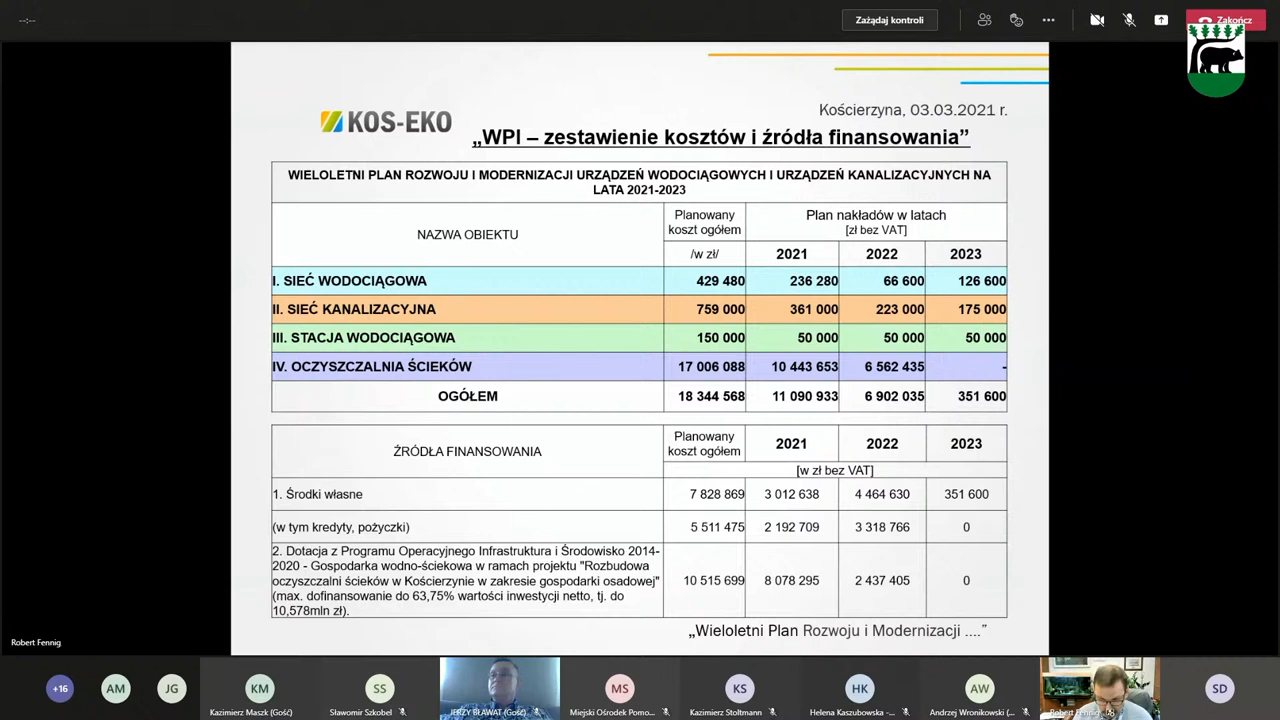 --:--
Zażądaj kontroli
Zakończ
KOS-EKO
Kościerzyna, 03.03.2021 r.
„WPI – zestawienie kosztów i źródła finansowania”
WIELOLETNI PLAN ROZWOJU I MODERNIZACJI URZĄDZEŃ WODOCIĄGOWYCH I URZĄDZEŃ KANALIZACYJNYCH NA
LATA 2021-2023
NAZWA OBIEKTU
Planowany
koszt ogółem
/w zł/
Plan nakładów w latach
[zł bez VAT]
2021 2022 2023
I. SIEĆ WODOCIĄGOWA 429 480 236 280 66 600 126 600
II. SIEĆ KANALIZACYJNA 759 000 361 000 223 000 175 000
III. STACJA WODOCIĄGOWA 150 000 50 000 50 000 50 000
IV. OCZYSZCZALNIA ŚCIEKÓW 17 006 088 10 443 653 6 562 435 -
OGÓŁEM 18 344 568 11 090 933 6 902 035 351 600
ŹRÓDŁA FINANSOWANIA
Planowany
koszt ogółem
2021 2022 2023
[w zł bez VAT]
1. Środki własne 7 828 869 3 012 638 4 464 630 351 600
(w tym kredyty, pożyczki) 5 511 475 2 192 709 3 318 766 0
2. Dotacja z Programu Operacyjnego Infrastruktura i Środowisko 2014-
2020 - Gospodarka wodno-ściekowa w ramach projektu "Rozbudowa
oczyszczalni ścieków w Kościerzynie w zakresie gospodarki osadowej"
(max. dofinansowanie do 63,75% wartości inwestycji netto, tj. do
10,578mln zł).
10 515 699 8 078 295 2 437 405 0
„Wieloletni Plan Rozwoju i Modernizacji ....”
Robert Fennig
+16
AM
JG
KM
Kazimierz Maszk (Gość)
SS
Sławomir Szkobel
JERZY BŁAWAT (Gość)
MS
Miejski Ośrodek Pomo...
KS
Kazimierz Stoltmann
HK
Helena Kaszubowska -...
AW
Andrzej Wronikowski (...
Robert Fennig
SD